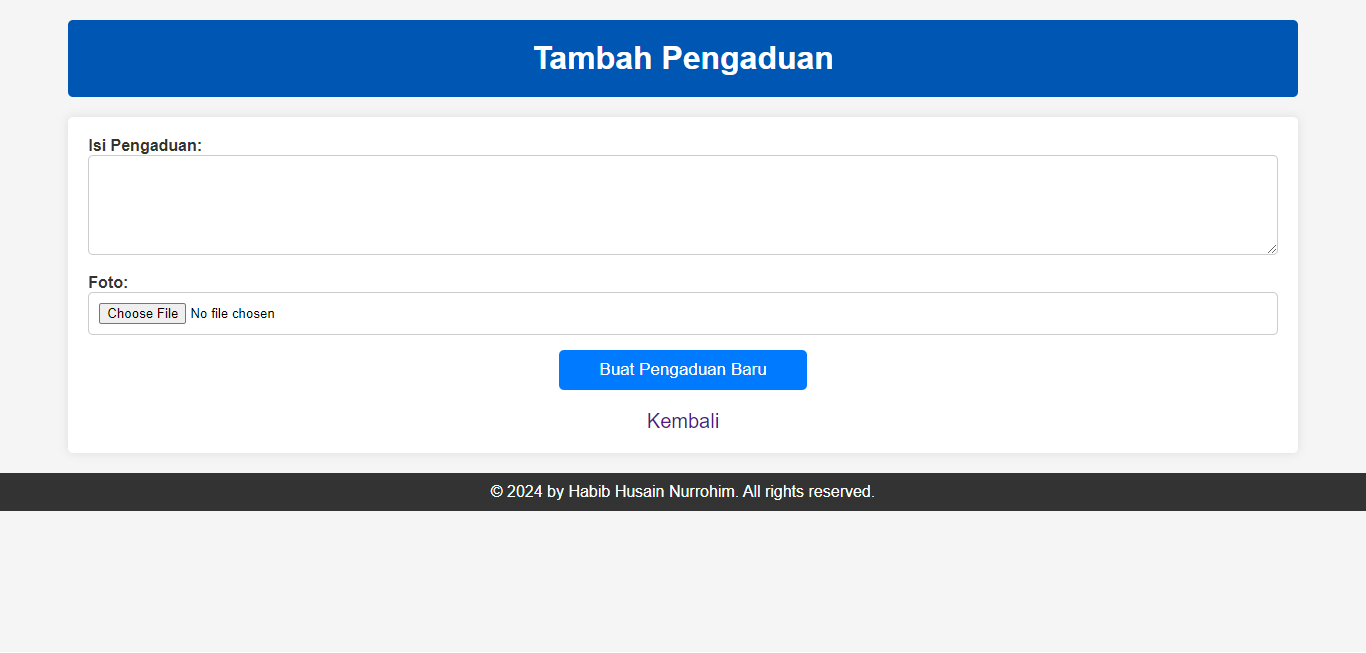 Tambah Pengaduan
Isi Pengaduan:
Foto:
Choose File No file chosen
Buat Pengaduan Baru
Kembali
© 2024 by Habib Husain Nurrohim. All rights reserved.